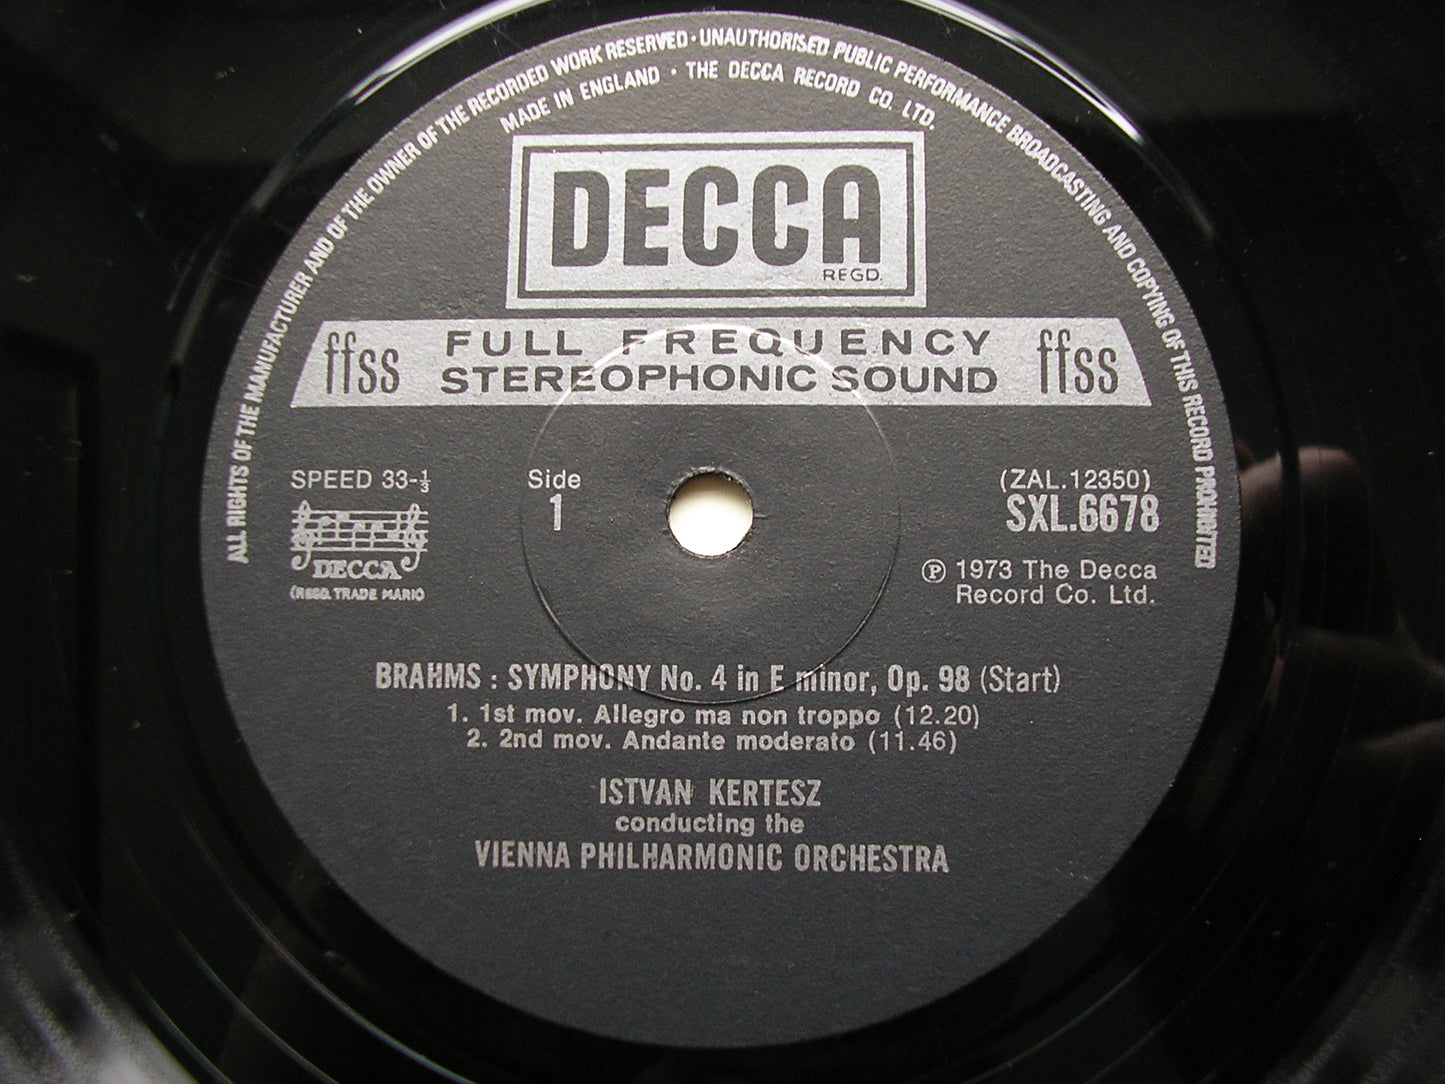 ALL RIGHTS OF THE MANUFACTURER AND OF THE OWNER OF THE RECORDED WORK RESERVED · UNAUTHORISED PUBLIC PERFORMANCE BROADCASTING AND COPYING OF THIS RECORD PROHIBITED
MADE IN ENGLAND · THE DECCA RECORD CO. LTD.
DECCA
REGD.
ffss FULL FREQUENCY ffss
STEREOPHONIC SOUND
SPEED 33-⅓ Side (ZAL.12350)
1 SXL.6678
DECCA
(REGD. TRADE MARK)
℗ 1973 The Decca
Record Co. Ltd.
BRAHMS : SYMPHONY No. 4 in E minor, Op. 98 (Start)
1. 1st mov. Allegro ma non troppo (12.20)
2. 2nd mov. Andante moderato (11.46)
ISTVAN KERTESZ
conducting the
VIENNA PHILHARMONIC ORCHESTRA